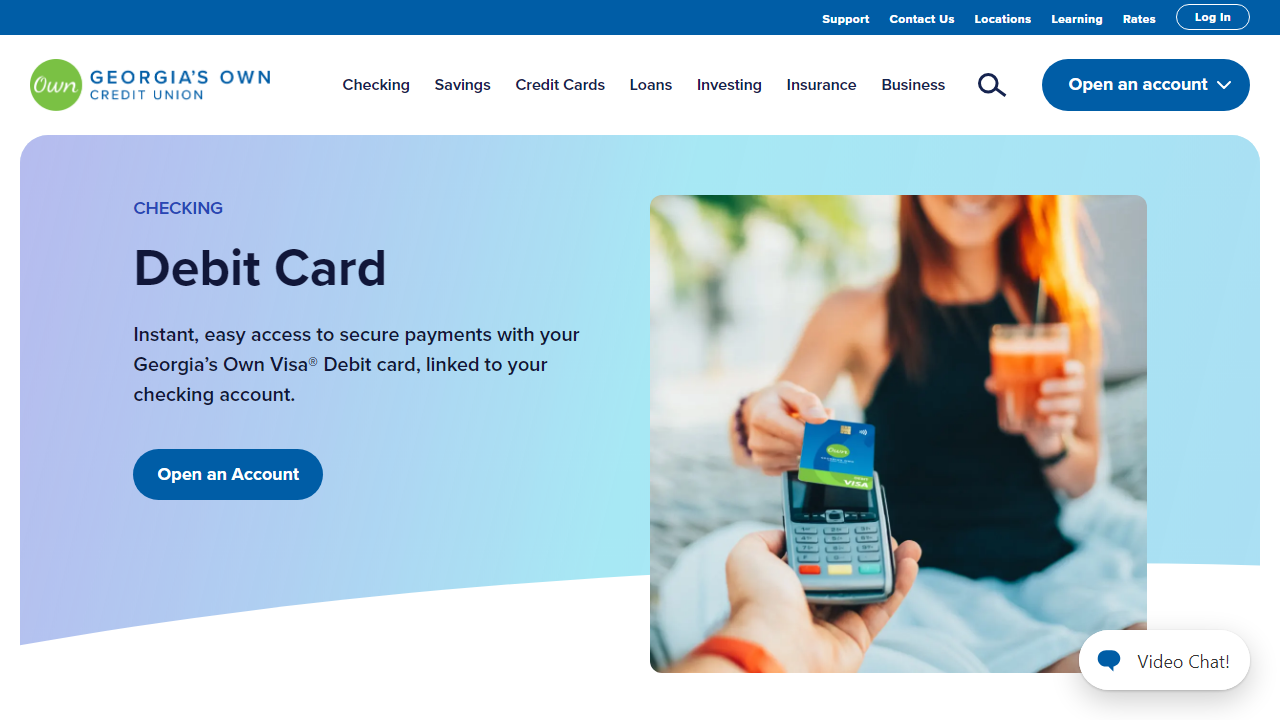 Support Contact Us Locations Learning Rates Log In
Own GEORGIA'S OWN
CREDIT UNION
Checking Savings Credit Cards Loans Investing Insurance Business
Open an account
CHECKING
Debit Card
Instant, easy access to secure payments with your
Georgia’s Own Visa® Debit card, linked to your
checking account.
Open an Account
Own
VISA
Video Chat!